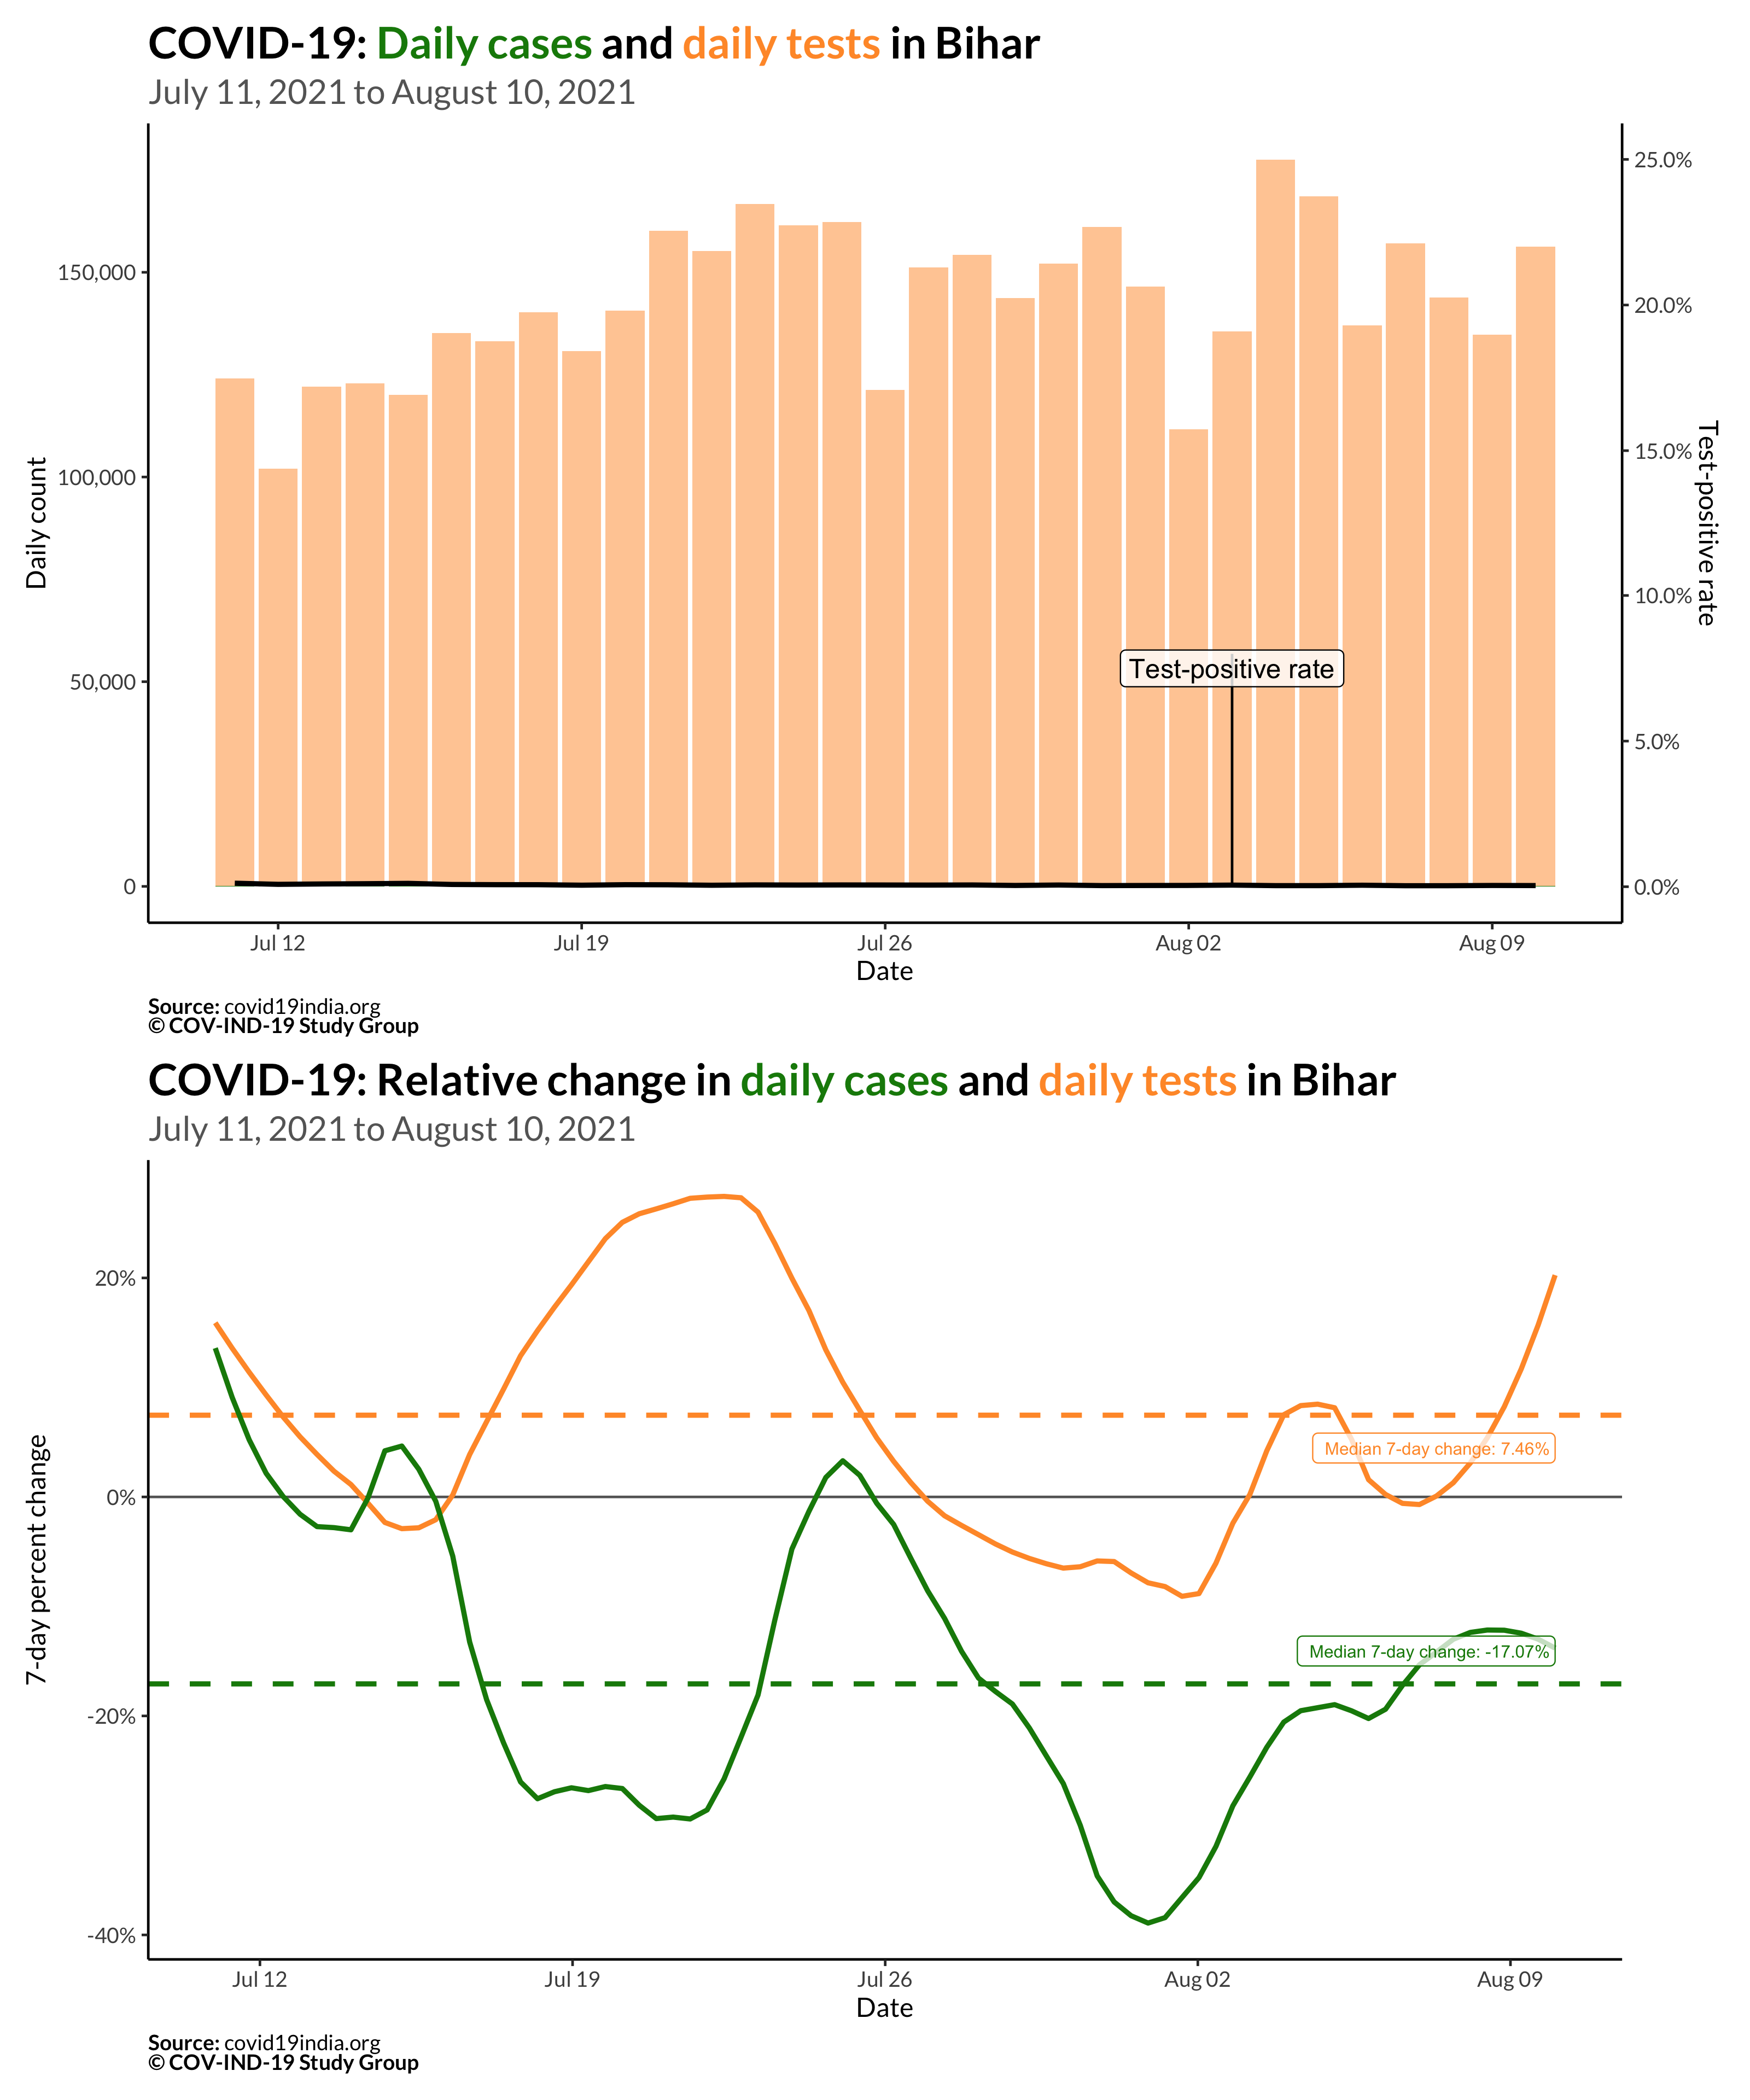 COVID-19: Daily cases and daily tests in Bihar
July 11, 2021 to August 10, 2021
Daily count
150,000
100,000
50,000
0
25.0%
20.0%
15.0%
10.0%
5.0%
0.0%
Test-positive rate
Test-positive rate
Jul 12
Jul 19
Jul 26
Aug 02
Aug 09
Date
Source: covid19india.org
© COV-IND-19 Study Group
COVID-19: Relative change in daily cases and daily tests in Bihar
July 11, 2021 to August 10, 2021
7-day percent change
20%
0%
-20%
-40%
Median 7-day change: 7.46%
Median 7-day change: -17.07%
Jul 12
Jul 19
Jul 26
Aug 02
Aug 09
Date
Source: covid19india.org
© COV-IND-19 Study Group